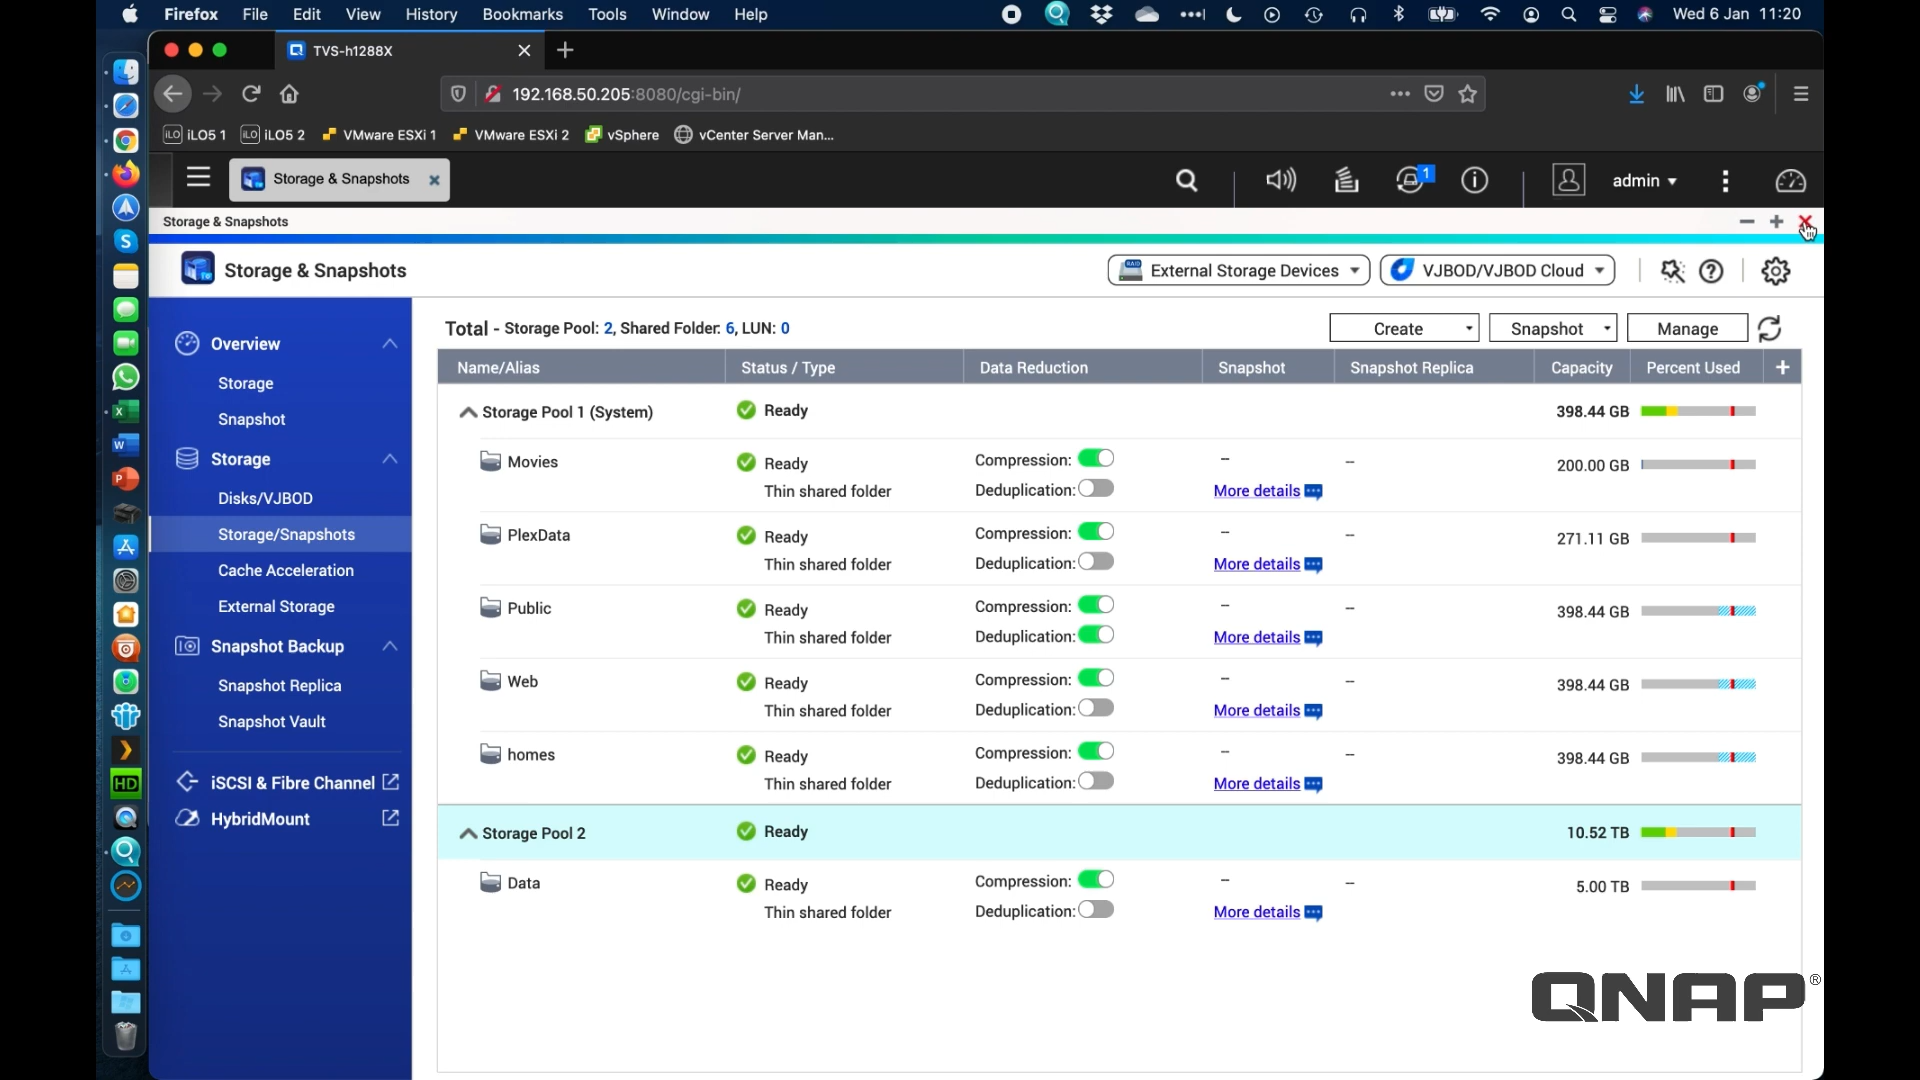 Firefox File Edit View History Bookmarks Tools Window Help Wed 6 Jan 11:20
TVS-h1288X
192.168.50.205:8080/cgi-bin/
iLO iLO5 1 iLO iLO5 2 VMware ESXi 1 VMware ESXi 2 vSphere vCenter Server Man...
Storage & Snapshots 1 admin
Storage & Snapshots
Storage & Snapshots External Storage Devices VJBOD/VJBOD Cloud
Overview
Storage
Snapshot
Storage
Disks/VJBOD
Storage/Snapshots
Cache Acceleration
External Storage
Snapshot Backup
Snapshot Replica
Snapshot Vault
iSCSI & Fibre Channel
HybridMount
Total - Storage Pool: 2, Shared Folder: 6, LUN: 0 Create Snapshot Manage
Name/Alias Status / Type Data Reduction Snapshot Snapshot Replica Capacity Percent Used +
Storage Pool 1 (System) Ready 398.44 GB
Movies Ready Compression: -- -- 200.00 GB
Thin shared folder Deduplication: More details
PlexData Ready Compression: -- -- 271.11 GB
Thin shared folder Deduplication: More details
Public Ready Compression: -- -- 398.44 GB
Thin shared folder Deduplication: More details
Web Ready Compression: -- -- 398.44 GB
Thin shared folder Deduplication: More details
homes Ready Compression: -- -- 398.44 GB
Thin shared folder Deduplication: More details
Storage Pool 2 Ready 10.52 TB
Data Ready Compression: -- -- 5.00 TB
Thin shared folder Deduplication: More details
QNAP®
HD